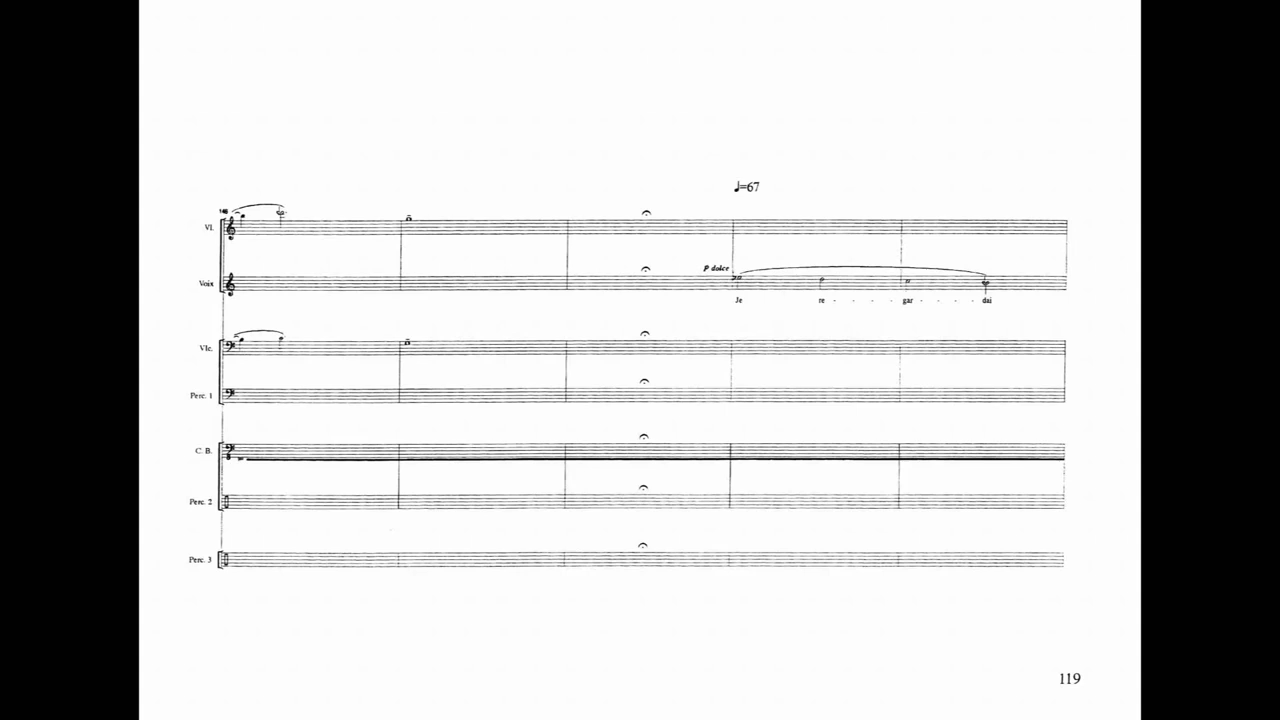 ♩=67
Vl.
p dolce
Voix
Je re - - - - gar - - - - dai
Vlc.
Perc. 1
C. B.
Perc. 2
Perc. 3
119